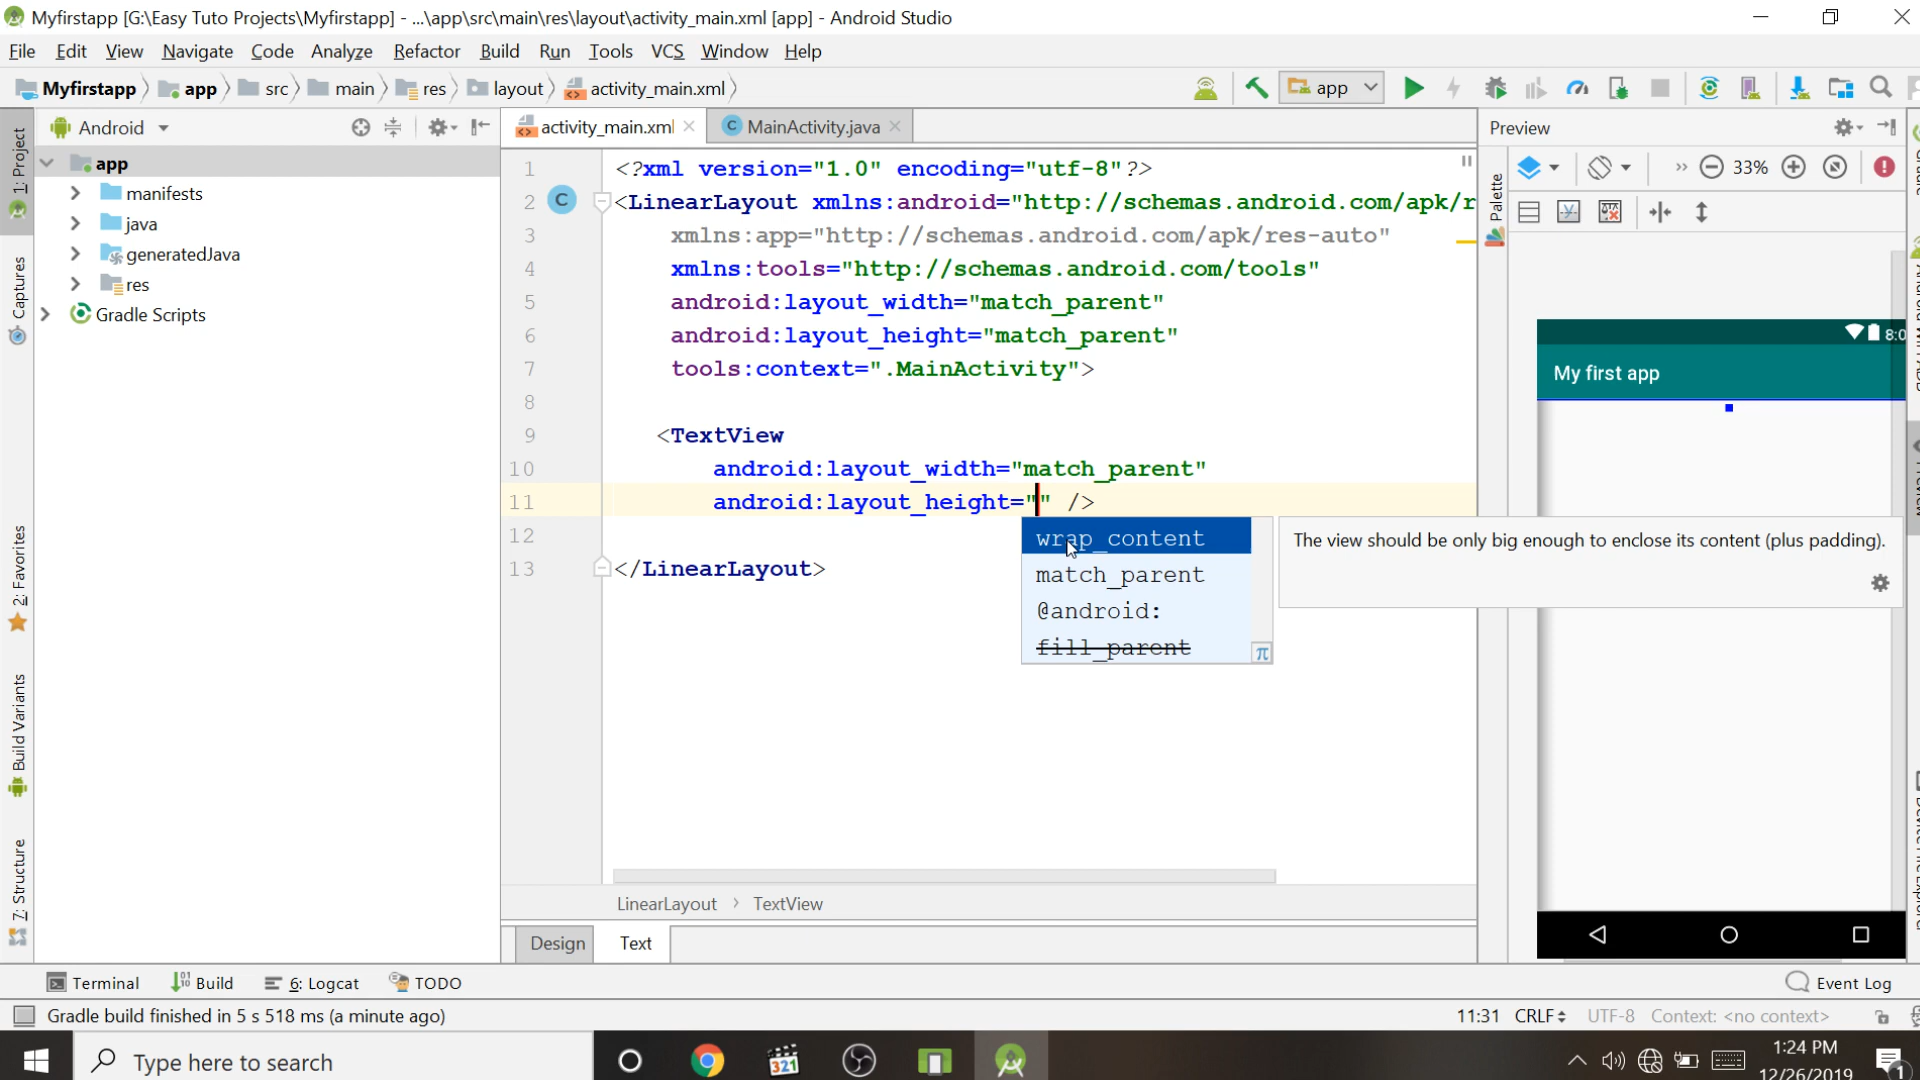 Myfirstapp [G:\Easy Tuto Projects\Myfirstapp] - ...\app\src\main\res\layout\activity_main.xml [app] - Android Studio
File Edit View Navigate Code Analyze Refactor Build Run Tools VCS Window Help
Myfirstapp app src main res layout activity_main.xml app
Android
activity_main.xml MainActivity.java
Preview
1: Project
Captures
2: Favorites
Build Variants
7: Structure
app
manifests
java
generatedJava
res
Gradle Scripts
1 <?xml version="1.0" encoding="utf-8"?>
2 <LinearLayout xmlns:android="http://schemas.android.com/apk/r
3 xmlns:app="http://schemas.android.com/apk/res-auto"
4 xmlns:tools="http://schemas.android.com/tools"
5 android:layout_width="match_parent"
6 android:layout_height="match_parent"
7 tools:context=".MainActivity">
8
9 <TextView
10 android:layout_width="match_parent"
11 android:layout_height="" />
12
13 </LinearLayout>
wrap_content
match_parent
@android:
fill_parent
π
The view should be only big enough to enclose its content (plus padding).
Palette
33%
8:0
My first app
LinearLayout › TextView
Design Text
Terminal Build 6: Logcat TODO
Event Log
Gradle build finished in 5 s 518 ms (a minute ago)
11:31 CRLF UTF-8 Context: <no context>
Type here to search
321
1:24 PM
12/26/2019
1